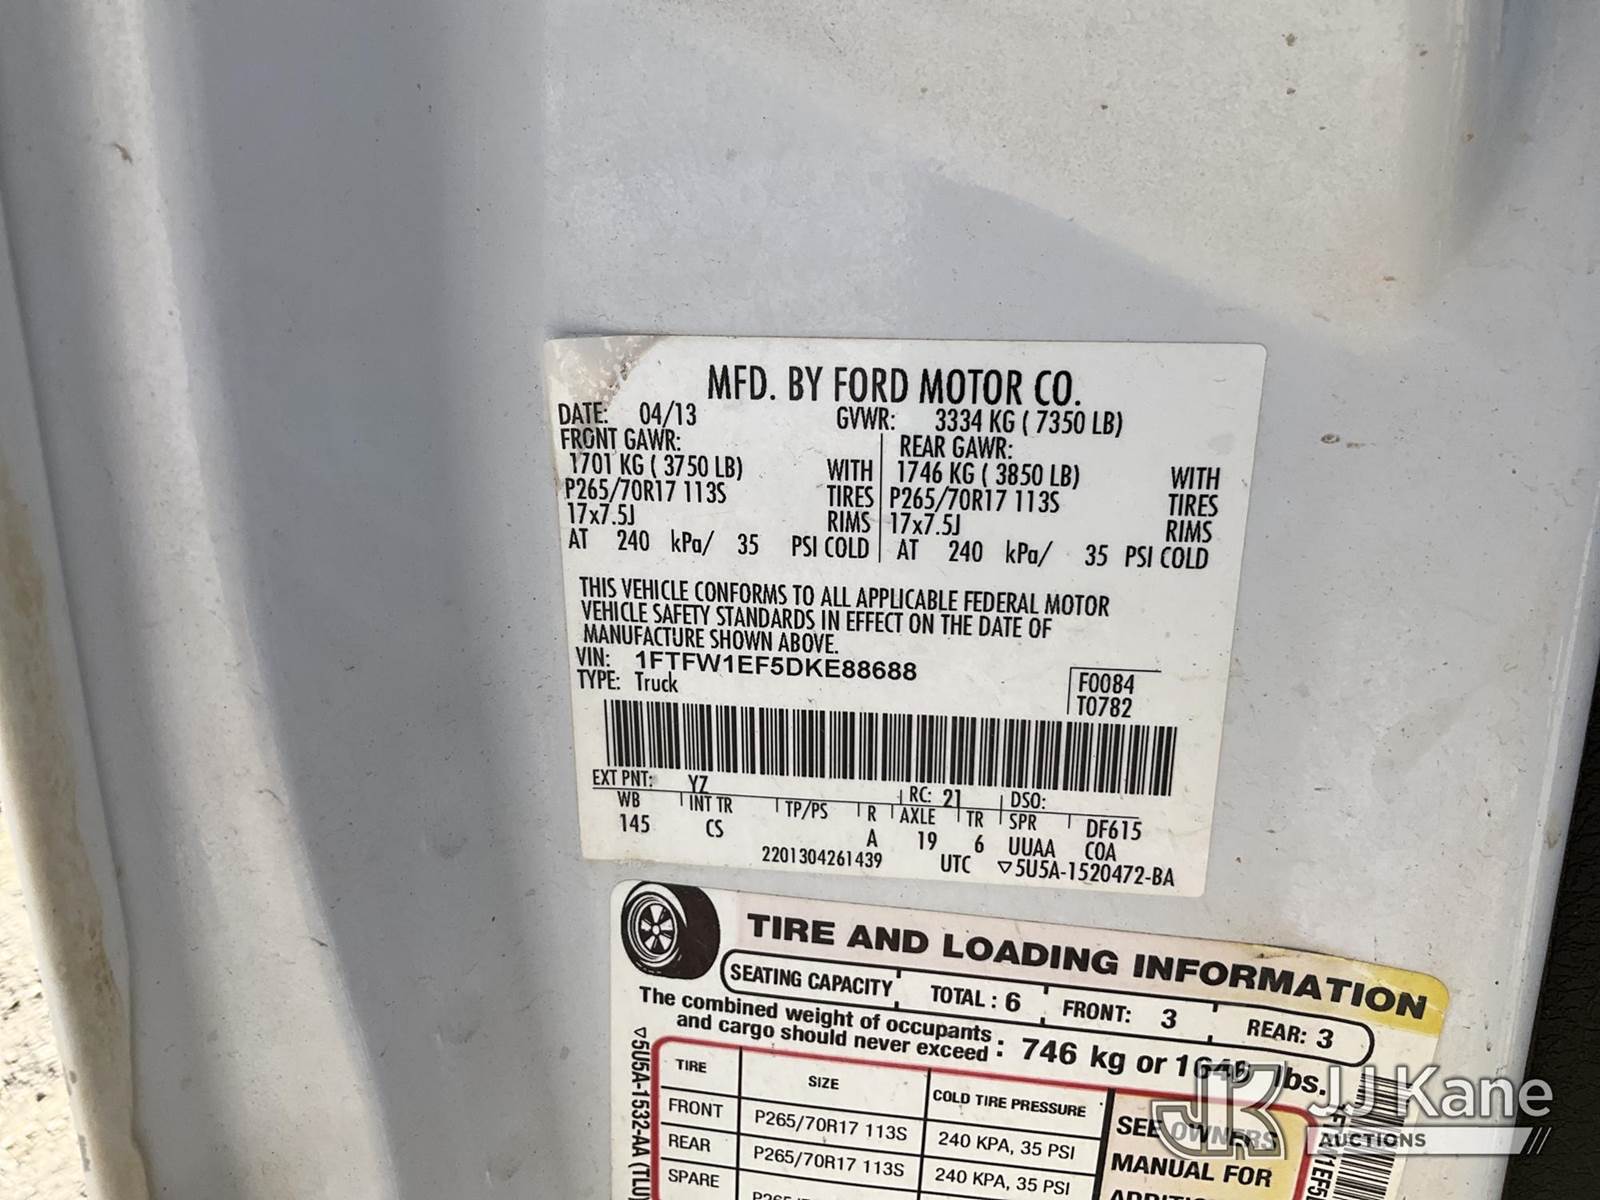 MFD. BY FORD MOTOR CO.
DATE: 04/13 GVWR: 3334 KG ( 7350 LB)
FRONT GAWR: REAR GAWR:
1701 KG ( 3750 LB) WITH 1746 KG ( 3850 LB) WITH
P265/70R17 113S TIRES P265/70R17 113S TIRES
17x7.5J RIMS 17x7.5J RIMS
AT 240 kPa/ 35 PSI COLD AT 240 kPa/ 35 PSI COLD
THIS VEHICLE CONFORMS TO ALL APPLICABLE FEDERAL MOTOR
VEHICLE SAFETY STANDARDS IN EFFECT ON THE DATE OF
MANUFACTURE SHOWN ABOVE.
VIN: 1FTFW1EF5DKE88688
TYPE: Truck
F0084
T0782
EXT PNT: YZ RC: 21 DSO:
WB INT TR TP/PS R AXLE TR SPR DF615
145 CS A 19 6 UUAA COA
2201304261439 UTC ▽5U5A-1520472-BA
TIRE AND LOADING INFORMATION
SEATING CAPACITY TOTAL : 6 FRONT: 3 REAR: 3
The combined weight of occupants
and cargo should never exceed : 746 kg or lbs.
TIRE SIZE COLD TIRE PRESSURE
FRONT P265/70R17 113S 240 KPA, 35 PSI
REAR P265/70R17 113S 240 KPA, 35 PSI
SPARE
SEE OWNERS
MANUAL FOR
▽5U5A-1532-AA (TLU)
JJ Kane
AUCTIONS